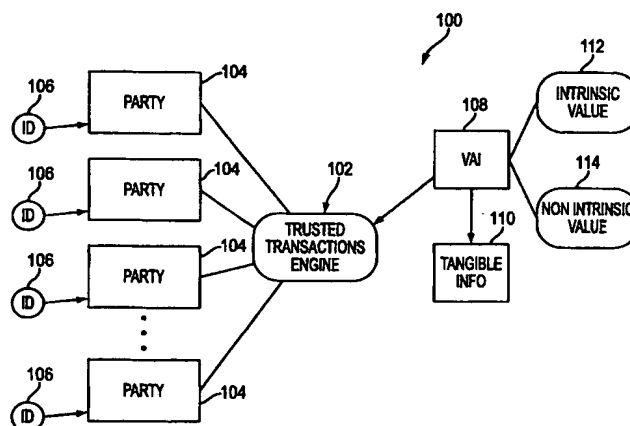 100
106
ID
104
PARTY
106
ID
104
PARTY
106
ID
104
PARTY
106
ID
104
PARTY
102
TRUSTED
TRANSACTIONS
ENGINE
108
VAI
110
TANGIBLE
INFO
112
INTRINSIC
VALUE
114
NON INTRINSIC
VALUE